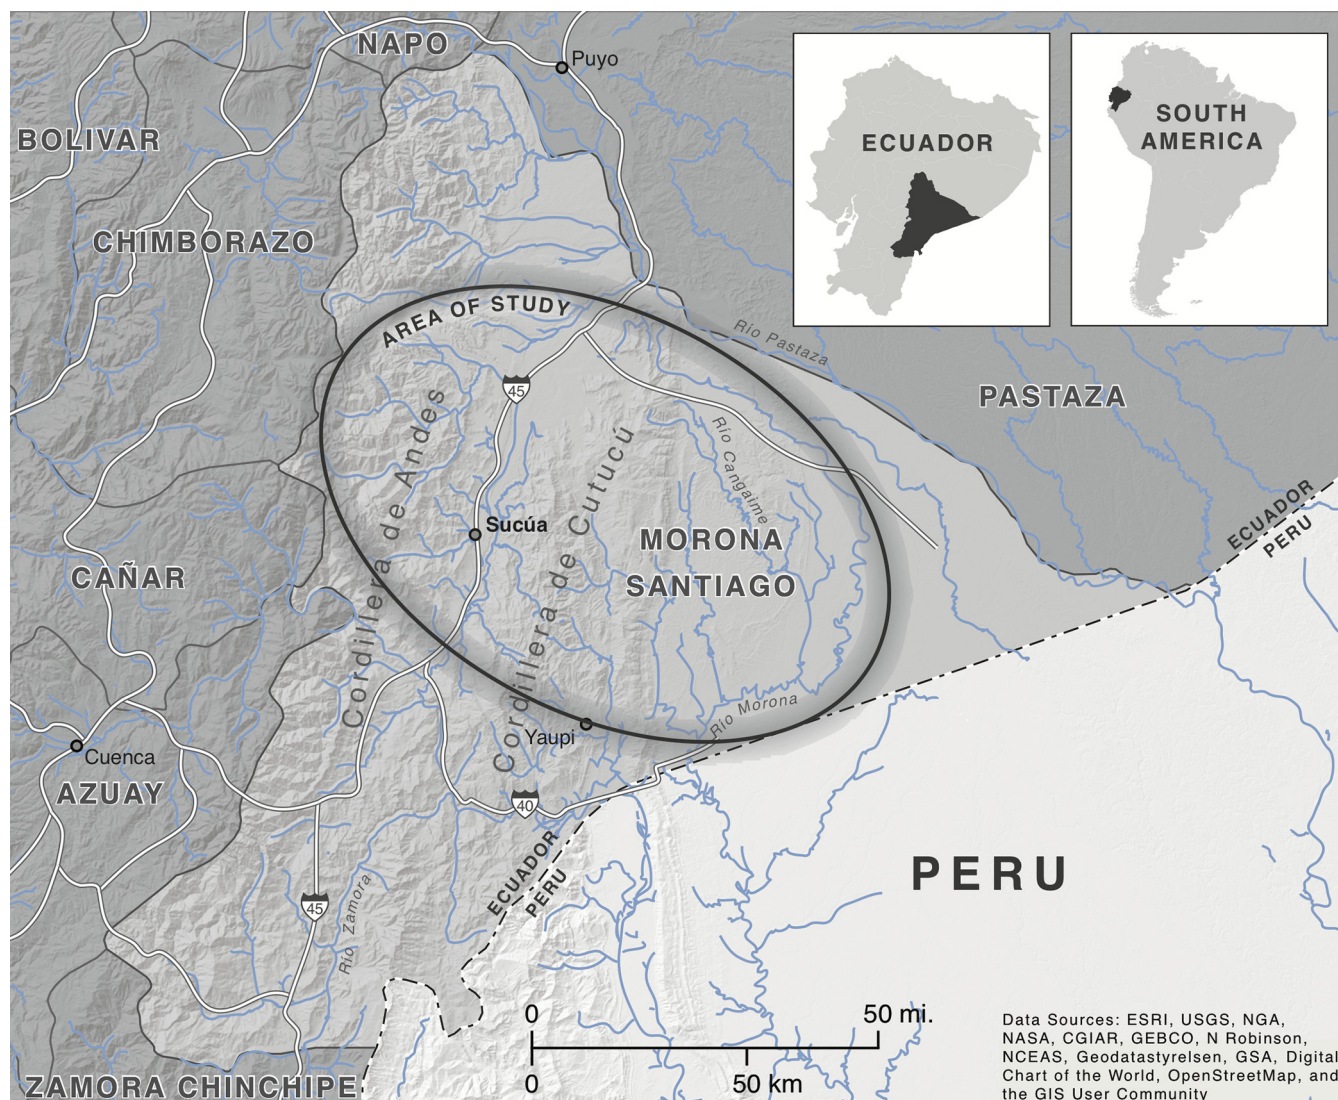 NAPO
Puyo
BOLIVAR
ECUADOR
SOUTH
AMERICA
CHIMBORAZO
AREA OF STUDY
Río Pastaza
45
PASTAZA
Cordillera de Andes
Cordillera de Cutucú
Río Cangaime
Sucúa
MORONA
SANTIAGO
ECUADOR
PERU
CAÑAR
Río Morona
Yaupi
Cuenca
AZUAY
40
ECUADOR
PERU
PERU
45
Río Zamora
0
50 mi.
0
50 km
ZAMORA CHINCHIPE
Data Sources: ESRI, USGS, NGA,
NASA, CGIAR, GEBCO, N Robinson,
NCEAS, Geodatastyrelsen, GSA, Digital
Chart of the World, OpenStreetMap, and
the GIS User Community